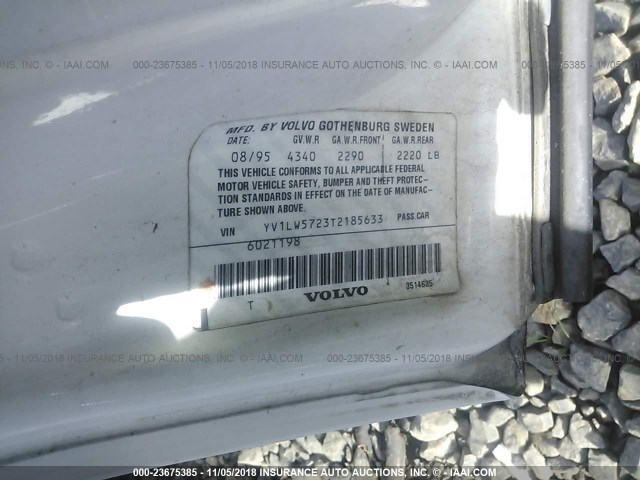 000-23675385 - 11/05/2018 - INSURANCE AUTO AUCTIONS, INC. - © - IAAI.COM
MFD. BY VOLVO GOTHENBURG SWEDEN
DATE: G.V.W.R GA.W.R.FRONT GA.W.R.REAR
08/95 4340 2290 2220 LB
THIS VEHICLE CONFORMS TO ALL APPLICABLE FEDERAL
MOTOR VEHICLE SAFETY, BUMPER AND THEFT PROTEC-
TION STANDARDS IN EFFECT ON THE DATE OF MANUFAC-
TURE SHOWN ABOVE.
VIN YV1LW5723T2185633 PASS.CAR
6021198
T VOLVO 3514635
000-23675385 - 11/05/2018 - INSURANCE AUTO AUCTIONS, INC. - © - IAAI.COM
000-23675385 - 11/05/2018 - INSURANCE AUTO AUCTIONS, INC. - © - IAAI.COM